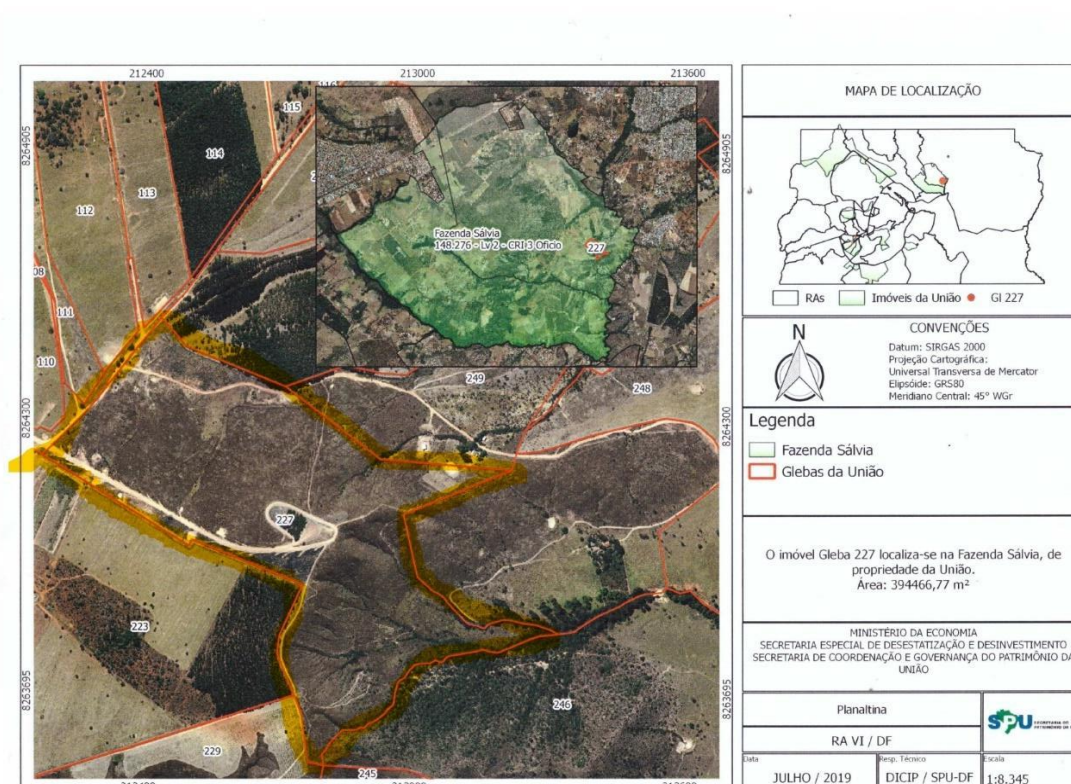 212400
213000
213600
8264905
8264905
115
114
113
112
Fazenda Sálvia
148.276 - Lv 2 - CRI 3 Oficio
227
111
110
249
248
8264300
8264300
227
223
246
8263695
8263695
229
245
MAPA DE LOCALIZAÇÃO
RAs
Imóveis da União
GI 227
N
CONVENÇÕES
Datum: SIRGAS 2000
Projeção Cartográfica:
Universal Transversa de Mercator
Elipsóide: GRS80
Meridiano Central: 45° WGr
Legenda
Fazenda Sálvia
Glebas da União
O imóvel Gleba 227 localiza-se na Fazenda Sálvia, de
propriedade da União.
Área: 394466,77 m²
MINISTÉRIO DA ECONOMIA
SECRETARIA ESPECIAL DE DESESTATIZAÇÃO E DESINVESTIMENTO
SECRETARIA DE COORDENAÇÃO E GOVERNANÇA DO PATRIMÔNIO DA
UNIÃO
Planaltina
RA VI / DF
SPU
Data
JULHO / 2019
Resp. Técnico
DICIP / SPU-DF
Escala
1:8.345